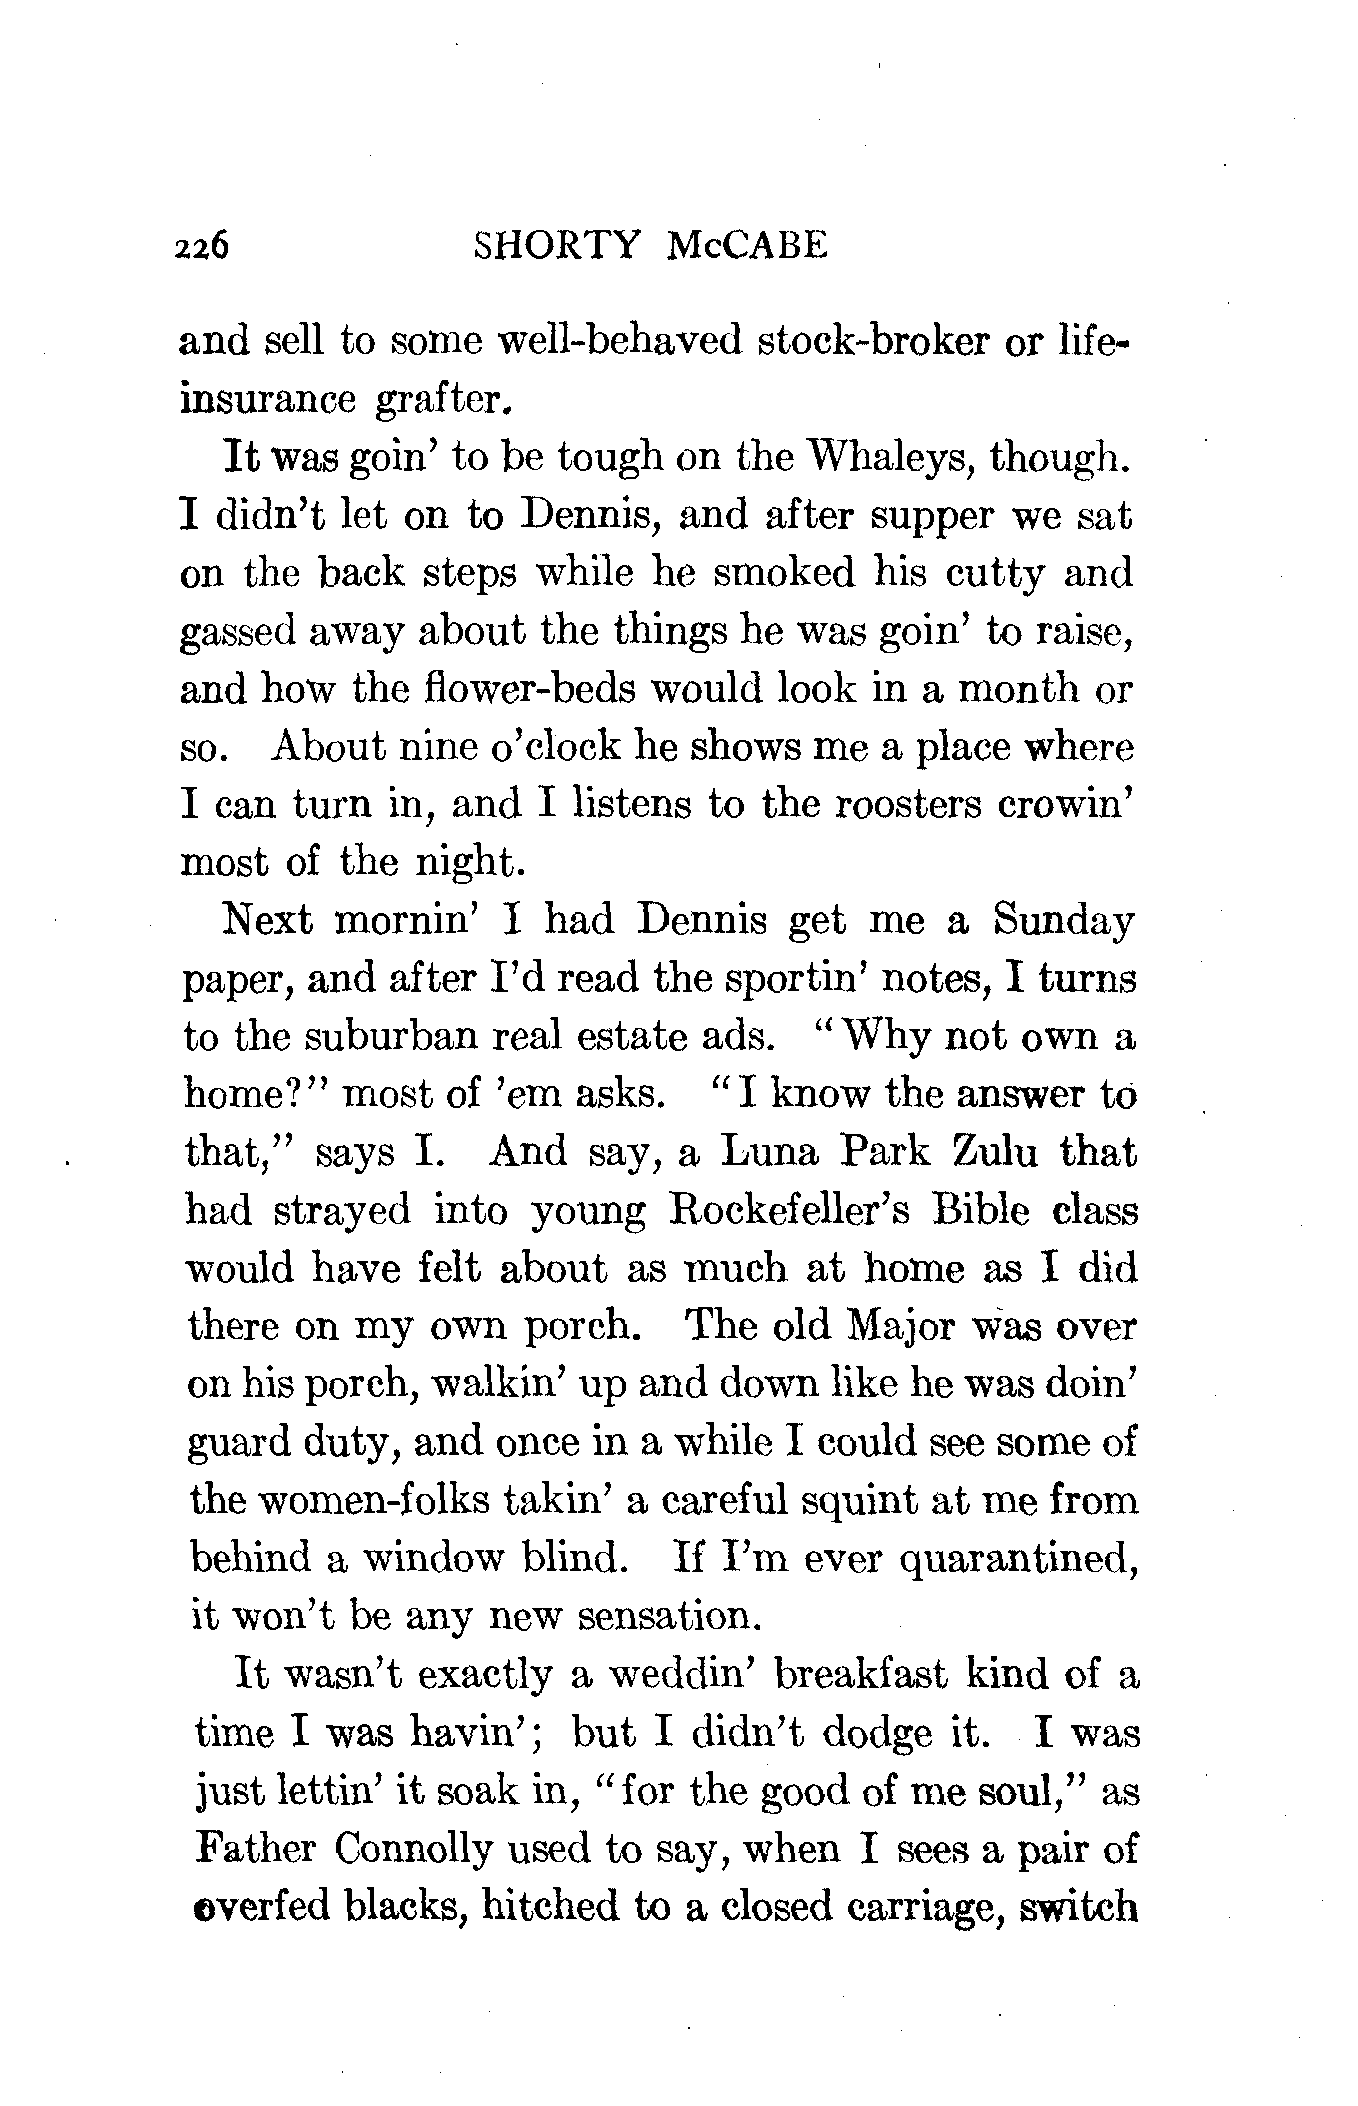 226 SHORTY McCABE
and sell to some well-behaved stock-broker or life-
insurance grafter.
It was goin' to be tough on the Whaleys, though.
I didn't let on to Dennis, and after supper we sat
on the back steps while he smoked his cutty and
gassed away about the things he was goin' to raise,
and how the flower-beds would look in a month or
so. About nine o'clock he shows me a place where
I can turn in, and I listens to the roosters crowin'
most of the night.
Next mornin' I had Dennis get me a Sunday
paper, and after I'd read the sportin' notes, I turns
to the suburban real estate ads. "Why not own a
home?" most of 'em asks. "I know the answer to
that," says I. And say, a Luna Park Zulu that
had strayed into young Rockefeller's Bible class
would have felt about as much at home as I did
there on my own porch. The old Major was over
on his porch, walkin' up and down like he was doin'
guard duty, and once in a while I could see some of
the women-folks takin' a careful squint at me from
behind a window blind. If I'm ever quarantined,
it won't be any new sensation.
It wasn't exactly a weddin' breakfast kind of a
time I was havin'; but I didn't dodge it. I was
just lettin' it soak in, "for the good of me soul," as
Father Connolly used to say, when I sees a pair of
overfed blacks, hitched to a closed carriage, switch